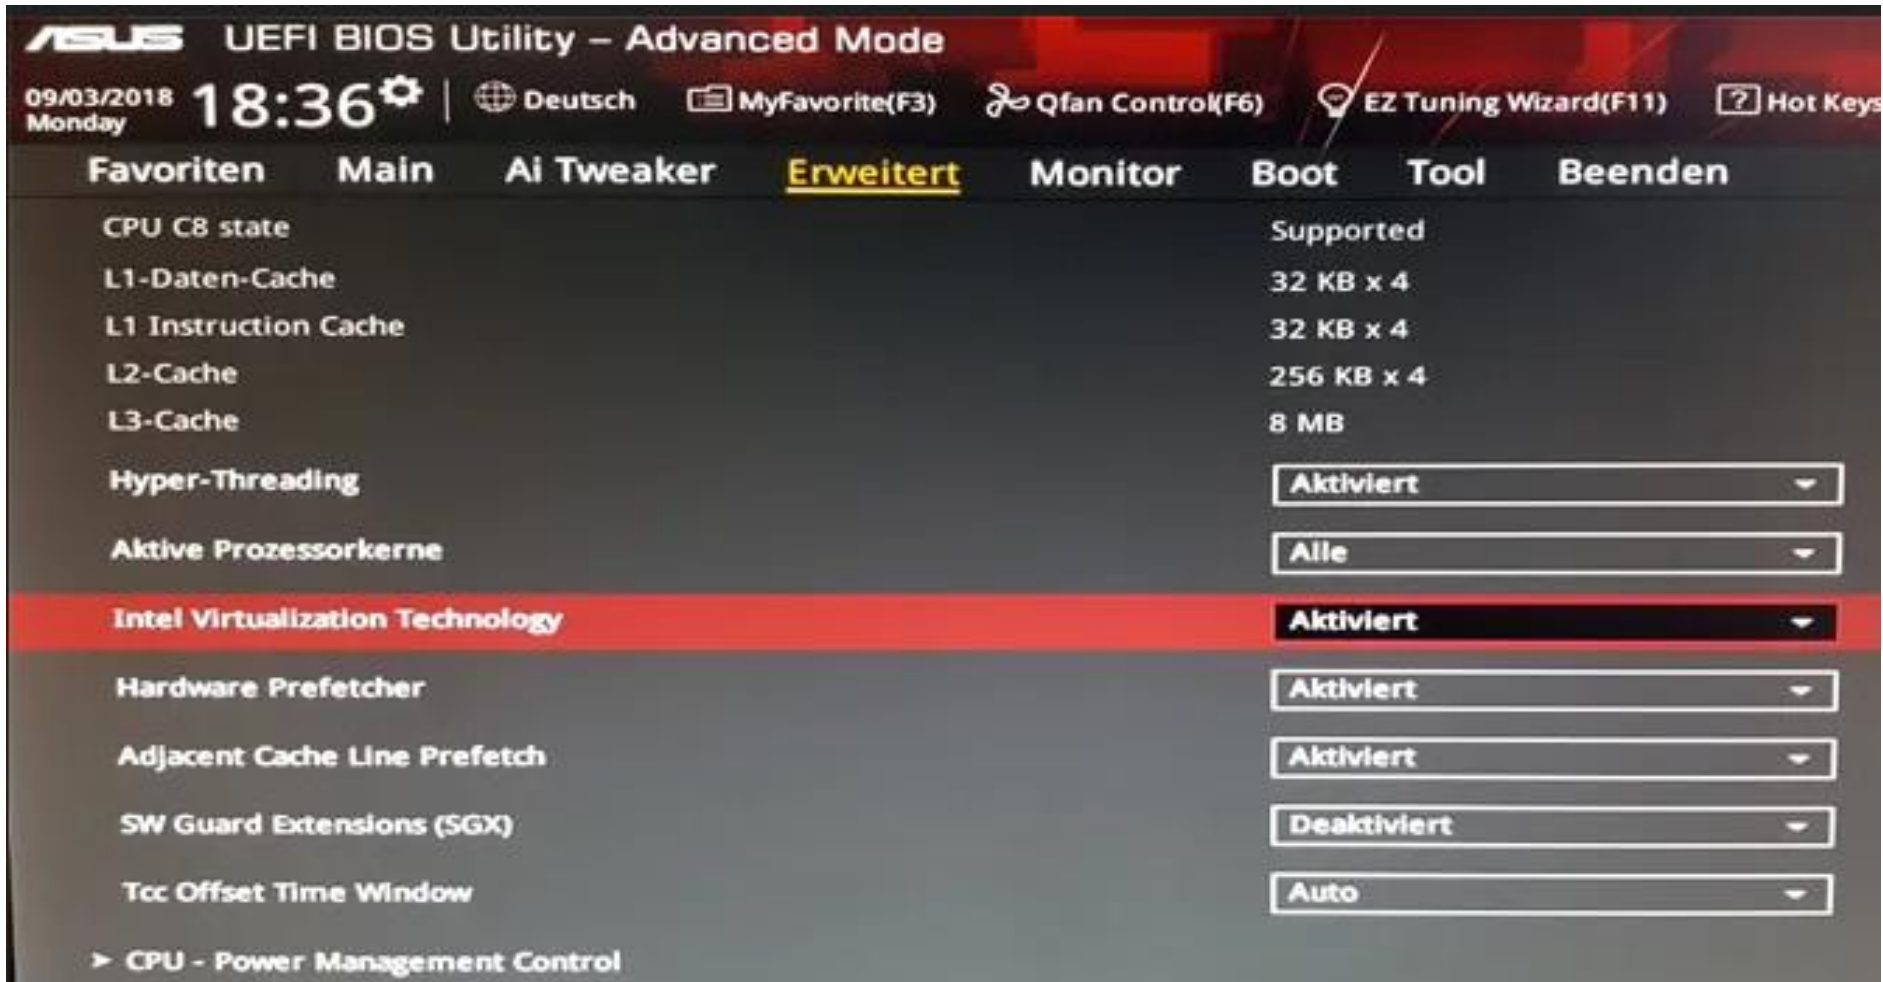 ASUS UEFI BIOS Utility – Advanced Mode
09/03/2018 Monday 18:36 Deutsch MyFavorite(F3) Qfan Control(F6) EZ Tuning Wizard(F11) ? Hot Keys
Favoriten Main Ai Tweaker Erweitert Monitor Boot Tool Beenden
CPU C8 state Supported
L1-Daten-Cache 32 KB x 4
L1 Instruction Cache 32 KB x 4
L2-Cache 256 KB x 4
L3-Cache 8 MB
Hyper-Threading Aktiviert
Aktive Prozessorkerne Alle
Intel Virtualization Technology Aktiviert
Hardware Prefetcher Aktiviert
Adjacent Cache Line Prefetch Aktiviert
SW Guard Extensions (SGX) Deaktiviert
Tcc Offset Time Window Auto
> CPU - Power Management Control